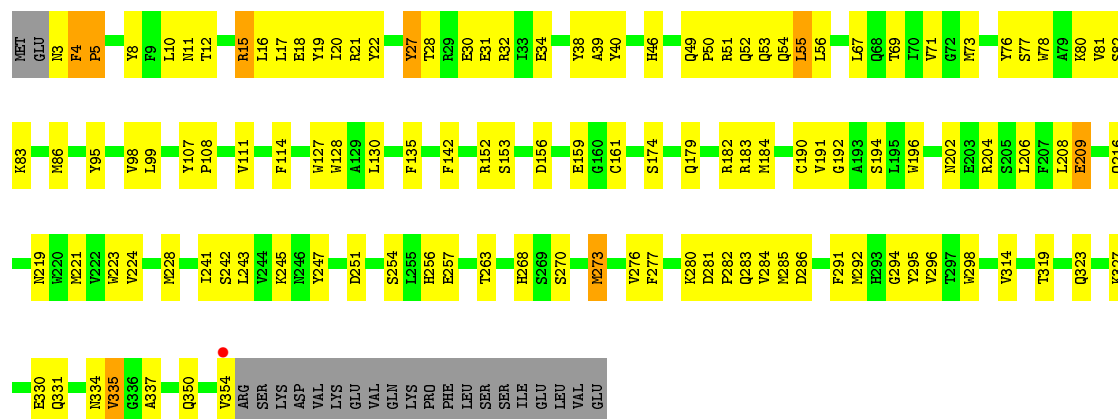 MET GLU N3 F4 P5 Y8 F9 L10 N11 T12 R15 L16 L17 E18 Y19 I20 R21 Y22 Y27 T28 R29 E30 E31 R32 I33 E34 Y38 A39 Y40 H46 Q49 P50 R51 Q52 Q53 Q54 L55 L56 L67 Q68 T69 I70 V71 G72 M73 Y76 S77 W78 A79 K80 V81 S82
K83 M86 Y95 V98 L99 Y107 P108 V111 F114 W127 W128 A129 L130 F135 F142 R152 S153 D156 E159 G160 C161 S174 Q179 R182 R183 M184 C190 V191 G192 A193 S194 L195 W196 N202 E203 R204 S205 L206 F207 L208 E209 Q216
N219 W220 M221 V222 W223 V224 M228 I241 S242 L243 V244 K245 N246 Y247 D251 S254 L255 H256 E257 T263 H268 S269 S270 M273 V276 F277 K280 D281 P282 Q283 V284 M285 D286 F291 M292 H293 G294 Y295 V296 T297 W298 V314 T319 Q323 K327
E330 Q331 N334 V335 G336 A337 Q350 V354 ARG SER LYS ASP VAL LYS GLU VAL GLN LYS PRO PHE LEU SER SER ILE GLU LEU VAL GLU